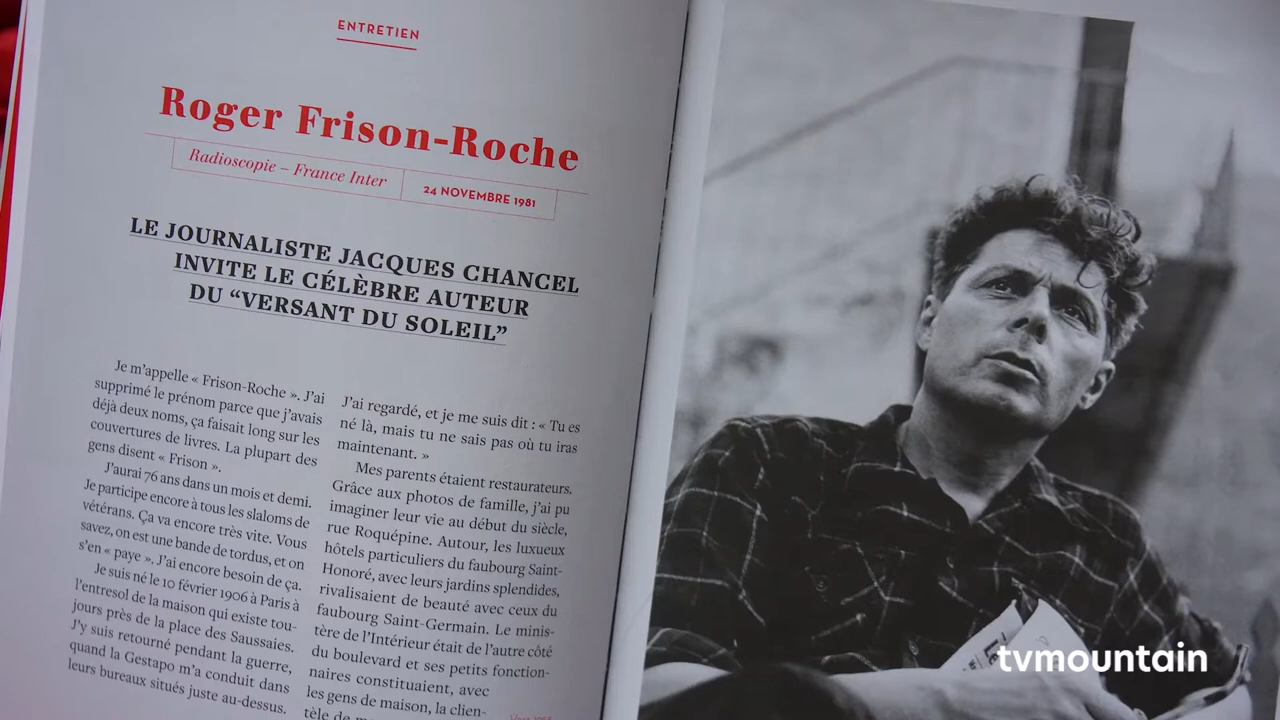 ENTRETIEN
Roger Frison-Roche
Radioscopie – France Inter
24 NOVEMBRE 1981
LE JOURNALISTE JACQUES CHANCEL
INVITE LE CÉLÈBRE AUTEUR
DU “VERSANT DU SOLEIL”
Je m’appelle « Frison-Roche ». J’ai
supprimé le prénom parce que j’avais
déjà deux noms, ça faisait long sur les
couvertures de livres. La plupart des
gens disent « Frison ».
J’aurai 76 ans dans un mois et demi.
Je participe encore à tous les slaloms de
vétérans. Ça va encore très vite. Vous
savez, on est une bande de tordus, et on
s’en « paye ». J’ai encore besoin de ça.
Je suis né le 10 février 1906 à Paris à
l’entresol de la maison qui existe tou-
jours près de la place des Saussaies.
J’y suis retourné pendant la guerre,
quand la Gestapo m’a conduit dans
leurs bureaux situés juste au-dessus.
J’ai regardé, et je me suis dit : « Tu es
né là, mais tu ne sais pas où tu iras
maintenant. »
Mes parents étaient restaurateurs.
Grâce aux photos de famille, j’ai pu
imaginer leur vie au début du siècle,
rue Roquépine. Autour, les luxueux
hôtels particuliers du faubourg Saint-
Honoré, avec leurs jardins splendides,
rivalisaient de beauté avec ceux du
faubourg Saint-Germain. Le minis-
tère de l’Intérieur était de l’autre côté
du boulevard et ses petits fonction-
naires constituaient, avec
les gens de maison, la clien-
tèle de
tvmountain